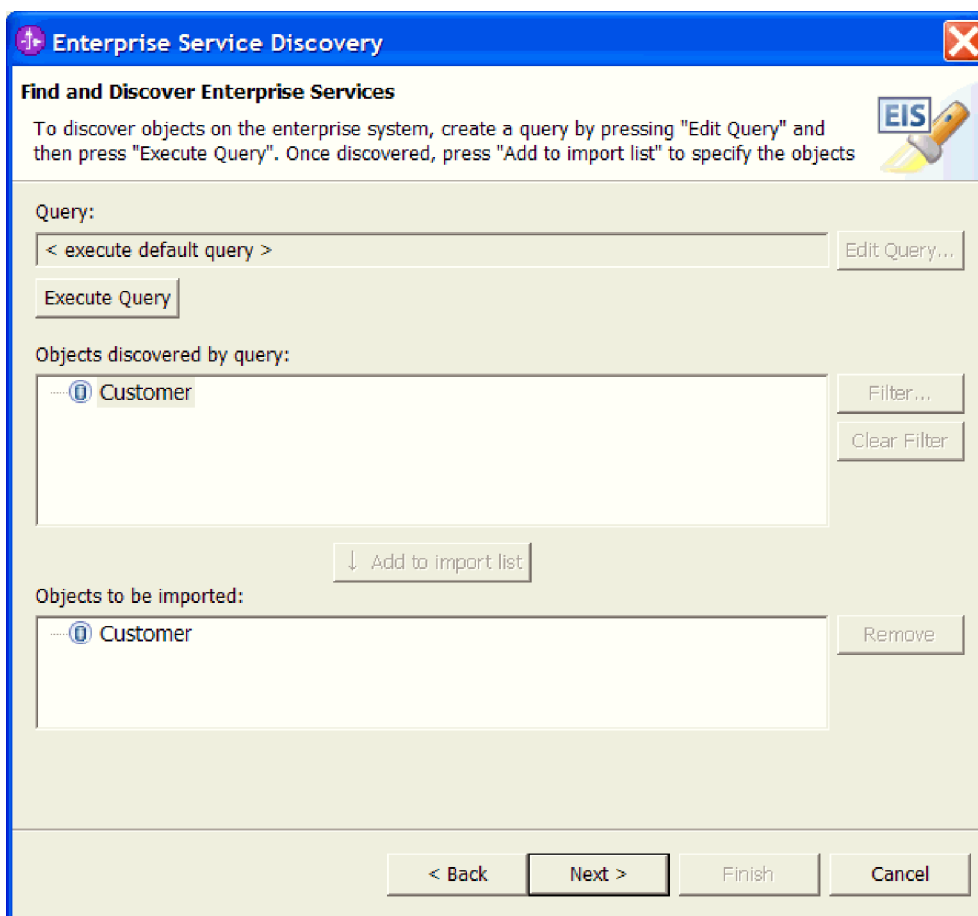 Enterprise Service Discovery
Find and Discover Enterprise Services
To discover objects on the enterprise system, create a query by pressing "Edit Query" and
then press "Execute Query". Once discovered, press "Add to import list" to specify the objects
EIS
Query:
< execute default query >
Edit Query...
Execute Query
Objects discovered by query:
Customer
Filter...
Clear Filter
↓ Add to import list
Objects to be imported:
Customer
Remove
< Back
Next >
Finish
Cancel